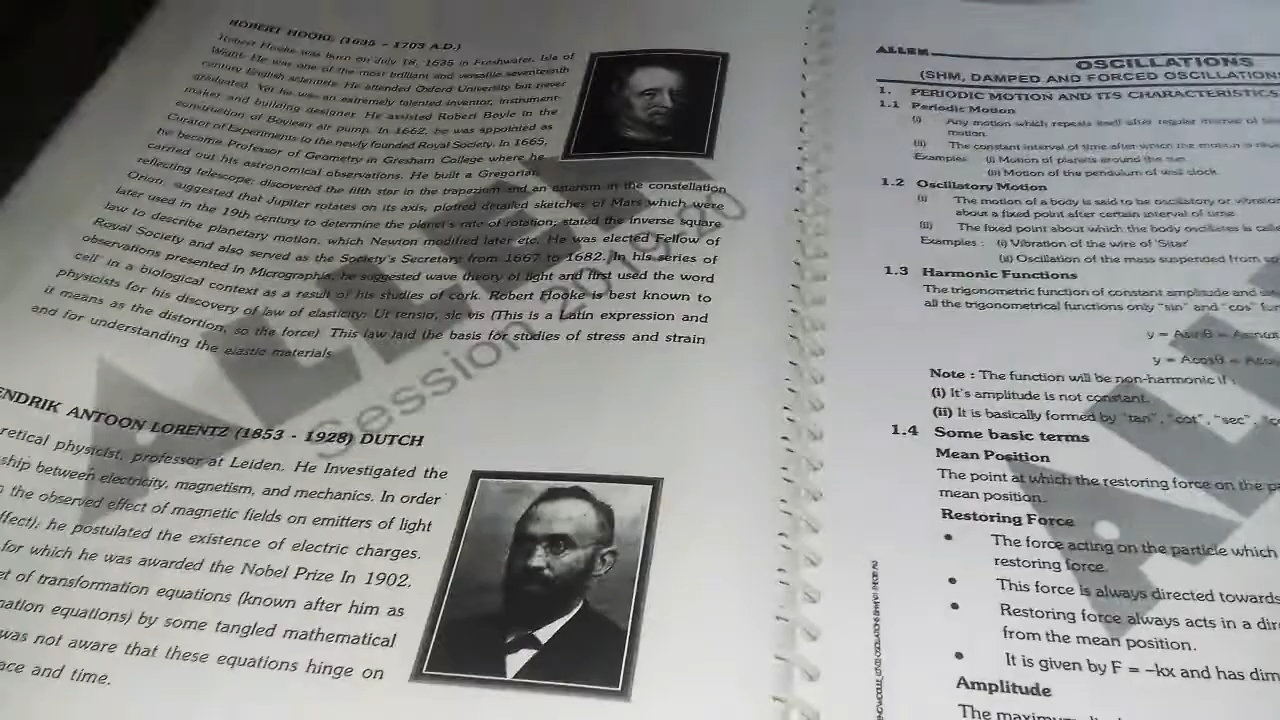 ROBERT HOOKE (1635 - 1703 A.D.)
Robert Hooke was born on July 18, 1635 in Freshwater, Isle of
Wight. He was one of the most brilliant and versatile seventeenth
century English scientists. He attended Oxford University but never
graduated. Yet he was an extremely talented inventor, instrument-
maker and building designer. He assisted Robert Boyle in the
construction of Boylean air pump. In 1662, he was appointed as
Curator of Experiments to the newly founded Royal Society. In 1665,
he became Professor of Geometry in Gresham College where he
carried out his astronomical observations. He built a Gregorian
reflecting telescope; discovered the fifth star in the trapezium and an asterism in the constellation
Orion; suggested that Jupiter rotates on its axis; plotted detailed sketches of Mars which were
later used in the 19th century to determine the planet's rate of rotation; stated the inverse square
law to describe planetary motion, which Newton modified later etc. He was elected Fellow of
Royal Society and also served as the Society's Secretary from 1667 to 1682. In his series of
observations presented in Micrographia, he suggested wave theory of light and first used the word
'cell' in a biological context as a result of his studies of cork. Robert Hooke is best known to
physicists for his discovery of law of elasticity: Ut tensio, sic vis (This is a Latin expression and
it means as the distortion, so the force). This law laid the basis for studies of stress and strain
and for understanding the elastic materials
ENDRIK ANTOON LORENTZ (1853 - 1928) DUTCH
retical physicist, professor at Leiden. He Investigated the
ship between electricity, magnetism, and mechanics. In order
the observed effect of magnetic fields on emitters of light
ffect), he postulated the existence of electric charges.
for which he was awarded the Nobel Prize In 1902.
et of transformation equations (known after him as
mation equations) by some tangled mathematical
was not aware that these equations hinge on
ace and time.
ALLEN
Session
ALLEN
OSCILLATIONS
(SHM, DAMPED AND FORCED OSCILLATION
1. PERIODIC MOTION AND ITS CHARACTERISTICS
1.1 Periodic Motion
(i) Any motion which repeats itself after regular interval of
motion.
(ii) The constant interval of time after which the motion is
Examples (i) Motion of planets around the sun.
(ii) Motion of the pendulum of wall clock.
1.2 Oscillatory Motion
(i) The motion of a body is said to be oscillatory or
about a fixed point after certain interval of time
(ii) The fixed point about which the body oscillates is
Examples : (i) Vibration of the wire of 'Sitar'
(ii) Oscillation of the mass suspended from
1.3 Harmonic Functions
The trigonometric function of constant amplitude and
all the trigonometrical functions only "sin" and "cos"
y = Asinθ =
y = Acosθ =
Note : The function will be non-harmonic if :
(i) It's amplitude is not constant.
(ii) It is basically formed by "tan", "cot", "sec",
1.4 Some basic terms
Mean Position
The point at which the restoring force on the
mean position.
Restoring Force
• The force acting on the particle which
restoring force.
• This force is always directed towards
• Restoring force always acts in a
from the mean position.
• It is given by F = –kx and has
Amplitude
The